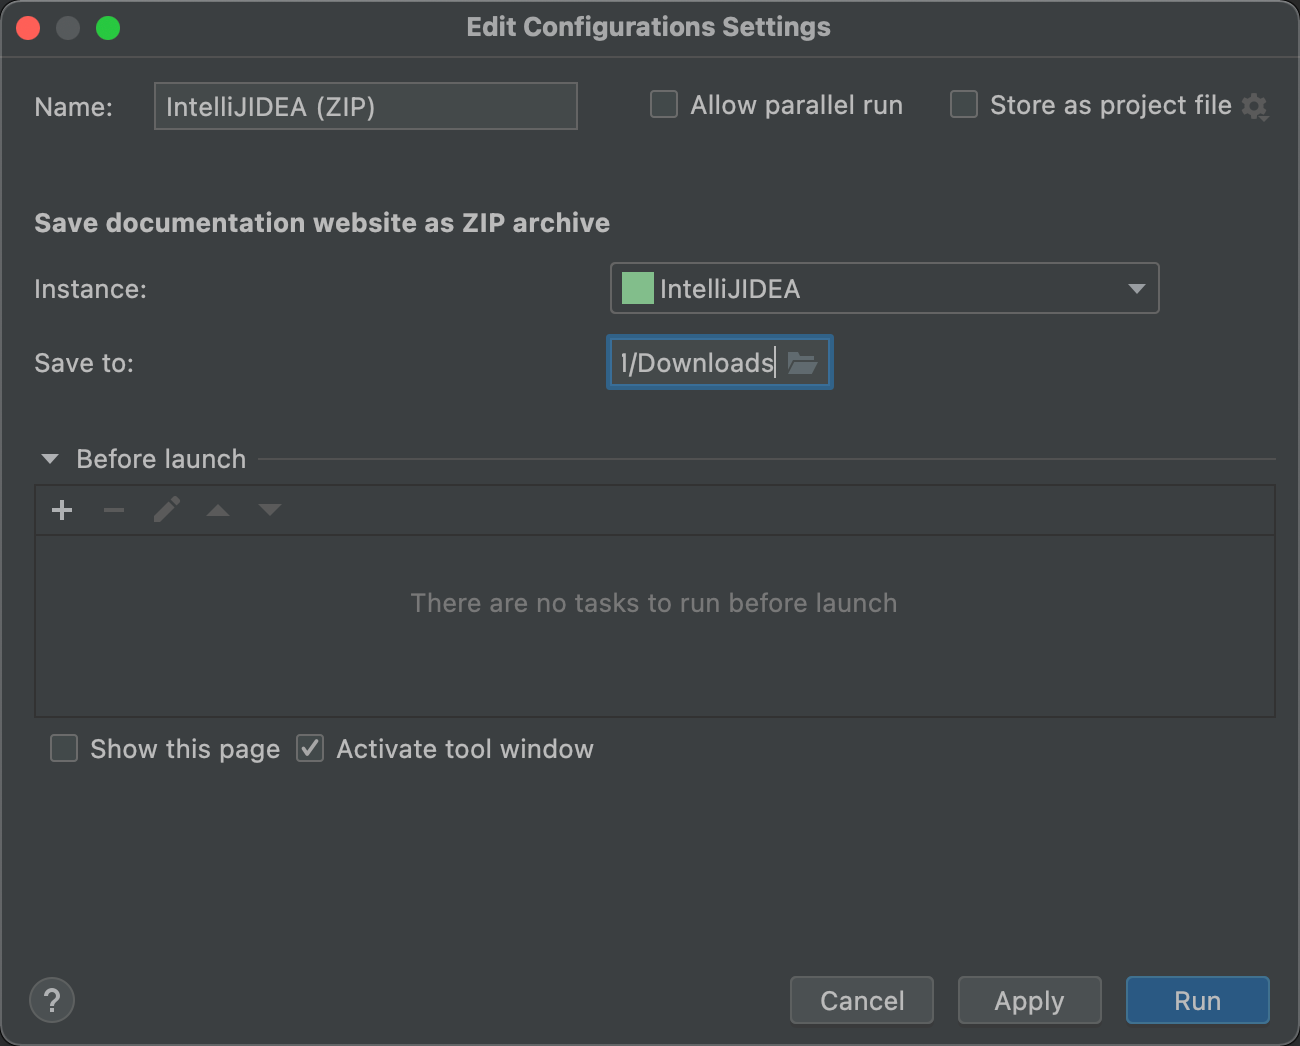 Edit Configurations Settings
Name: IntelliJIDEA (ZIP) Allow parallel run Store as project file
Save documentation website as ZIP archive
Instance: IntelliJIDEA
Save to: /Downloads
Before launch
There are no tasks to run before launch
Show this page Activate tool window
? Cancel Apply Run